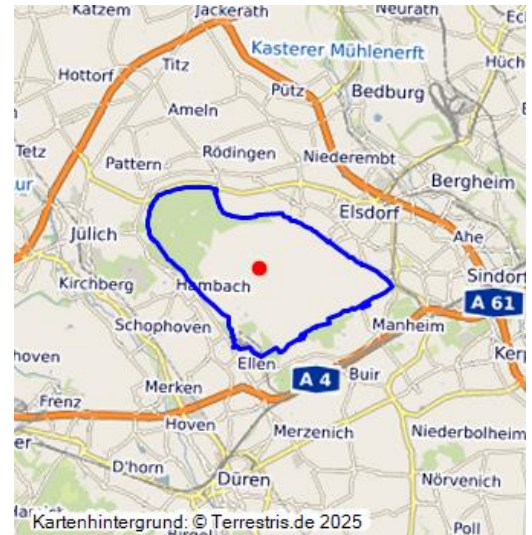 Katzem
Jackerath
Neurath
Kasterer Mühlenerft
Titz
Hottorf
Pütz
Bedburg
Ameln
Tetz
Pattern
Rödingen
Niederembt
Bergheim
Elsdorf
Jülich
Ahe
Kirchberg
Hambach
Sindorf
A 61
Schophoven
Manheim
Ellen
A 4
Buir
Merken
Frenz
Hoven
Merzenich
Niederbolheim
D'horn
Düren
Nörvenich
Poll
Kartenhintergrund: © Terrestris.de 2025